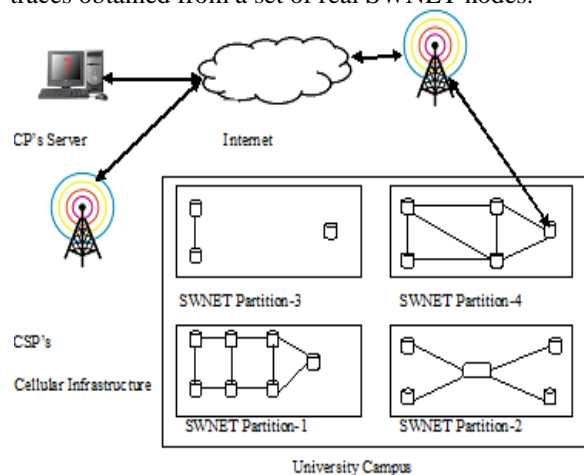 traces obtained from a set of real SWNET nodes.
?
CP's Server
Internet
SWNET Partition-3
SWNET Partition-4
CSP's
Cellular Infrastructure
SWNET Partition-1
SWNET Partition-2
University Campus